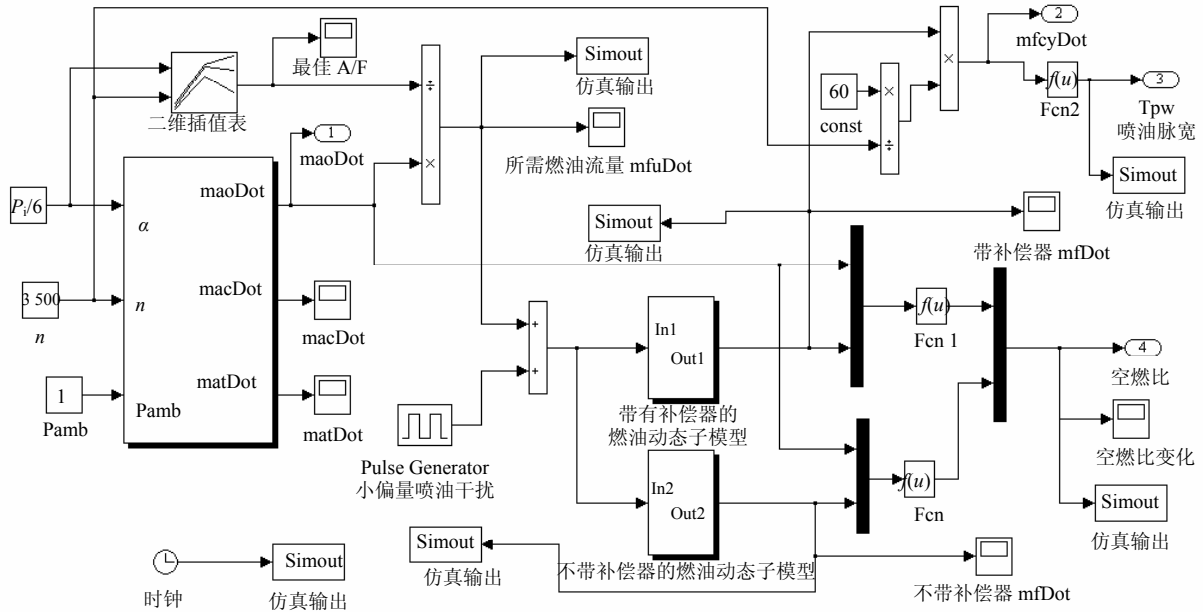 2
mfcyDot
Simout
仿真输出
最佳 A/F
÷
×
二维插值表
1
maoDot
所需燃油流量 mfuDot
60
const
×
÷
×
f(u)
Fcn2
3
Tpw
喷油脉宽
Simout
仿真输出
Pi/6
maoDot
α
macDot
n
matDot
Pamb
3 500
n
1
Pamb
macDot
matDot
Simout
仿真输出
带补偿器 mfDot
+
+
In1
Out1
带有补偿器的
燃油动态子模型
f(u)
Fcn 1
4
空燃比
空燃比变化
Simout
仿真输出
Pulse Generator
小偏量喷油干扰
In2
Out2
不带补偿器的燃油动态子模型
f(u)
Fcn
Simout
仿真输出
不带补偿器 mfDot
时钟
Simout
仿真输出